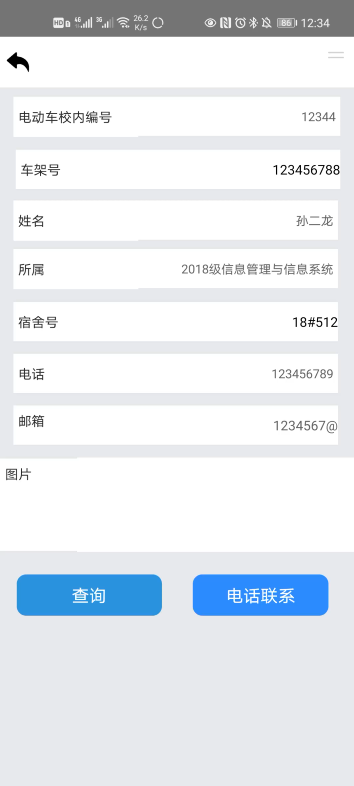 HD 46 36 26.2 K/s 86 12:34
电动车校内编号 12344
车架号 123456788
姓名 孙二龙
所属 2018级信息管理与信息系统
宿舍号 18#512
电话 123456789
邮箱 1234567@
图片
查询 电话联系